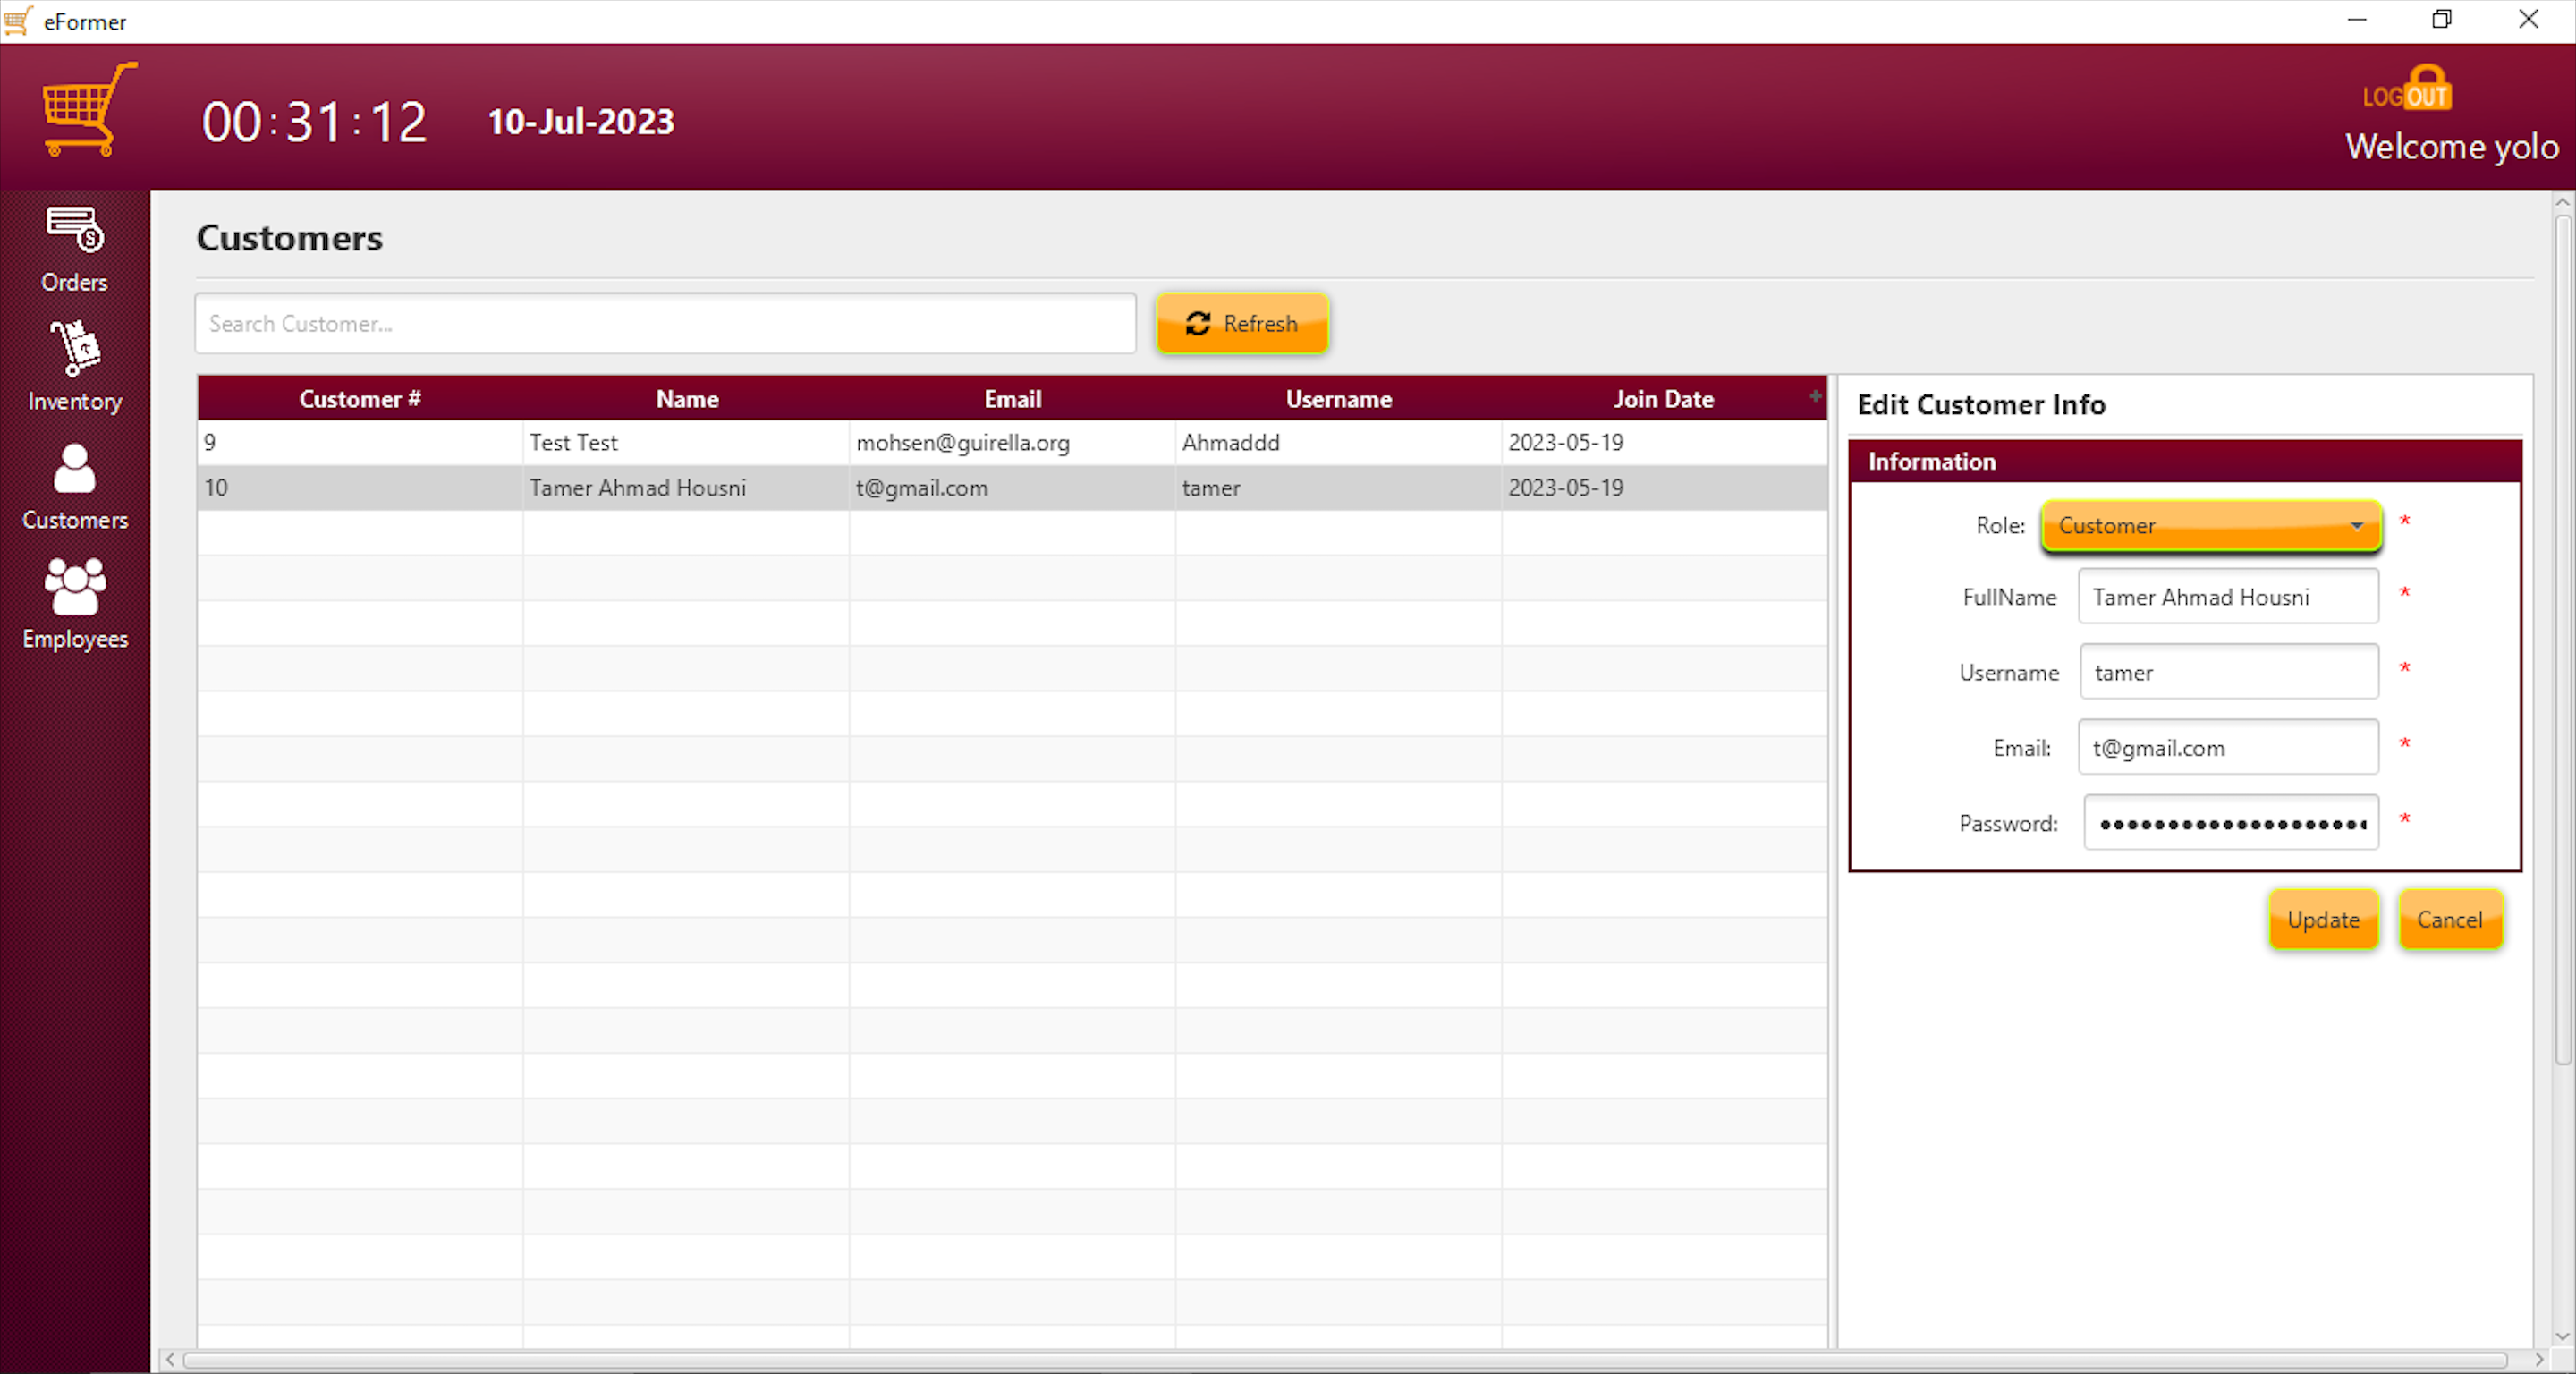 eFormer
00:31:12 10-Jul-2023
LOGOUT
Welcome yolo
Orders
Inventory
Customers
Employees
Customers
Search Customer...
Refresh
Customer # Name Email Username Join Date
9 Test Test mohsen@guirella.org Ahmaddd 2023-05-19
10 Tamer Ahmad Housni t@gmail.com tamer 2023-05-19
Edit Customer Info
Information
Role: Customer *
FullName Tamer Ahmad Housni *
Username tamer *
Email: t@gmail.com *
Password: •••••••••••••••••••• *
Update Cancel